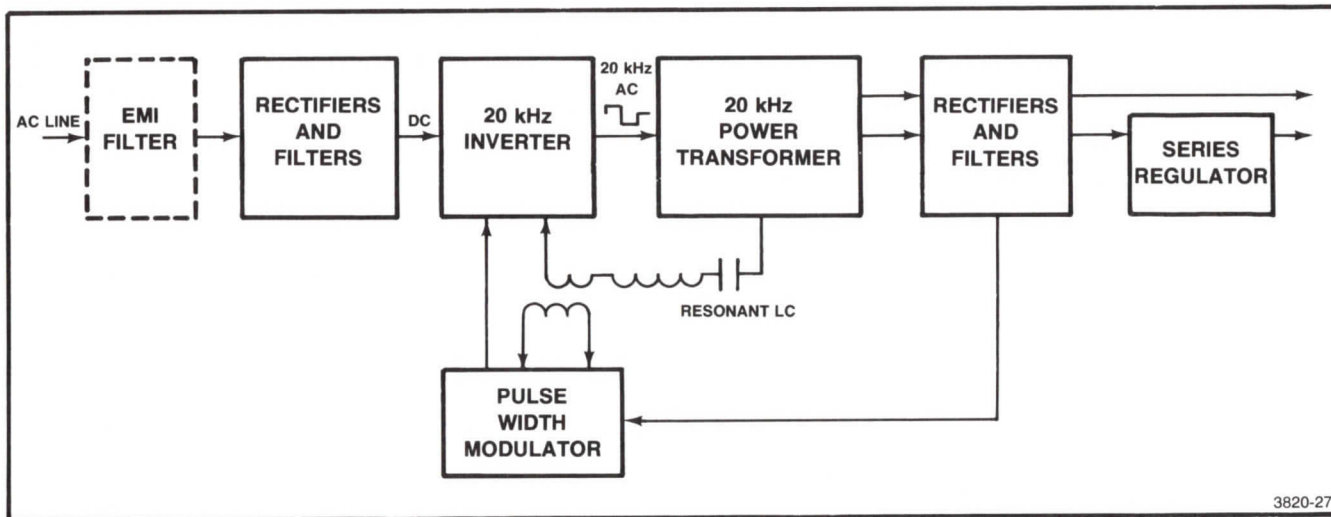 AC LINE
EMI
FILTER
RECTIFIERS
AND
FILTERS
DC
20 kHz
INVERTER
20 kHz
AC
20 kHz
POWER
TRANSFORMER
RECTIFIERS
AND
FILTERS
SERIES
REGULATOR
RESONANT LC
PULSE
WIDTH
MODULATOR
3820-27